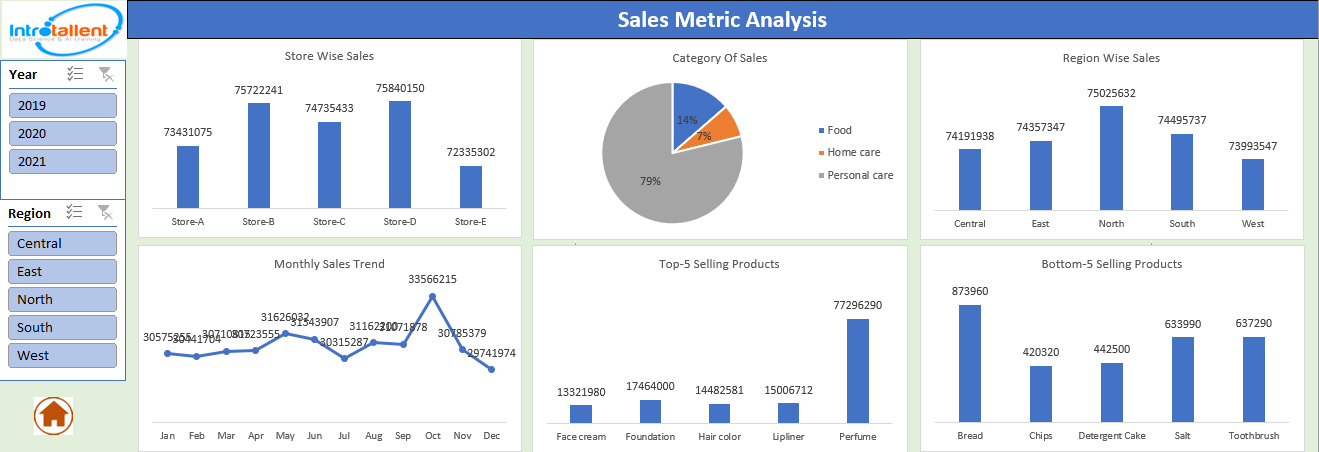 Introtallent
Data Science & AI training
Sales Metric Analysis
Year
2019
2020
2021
Region
Central
East
North
South
West
Store Wise Sales
73431075
75722241
74735433
75840150
72335302
Store-A
Store-B
Store-C
Store-D
Store-E
Category Of Sales
14%
7%
79%
Food
Home care
Personal care
Region Wise Sales
74191938
74357347
75025632
74495737
73993547
Central
East
North
South
West
Monthly Sales Trend
30441704
31626032
31343907
30315287
31162200
31071878
33566215
30785379
29741974
Jan
Feb
Mar
Apr
May
Jun
Jul
Aug
Sep
Oct
Nov
Dec
Top-5 Selling Products
13321980
17464000
14482581
15006712
77296290
Face cream
Foundation
Hair color
Lipliner
Perfume
Bottom-5 Selling Products
873960
420320
442500
633990
637290
Bread
Chips
Detergent Cake
Salt
Toothbrush